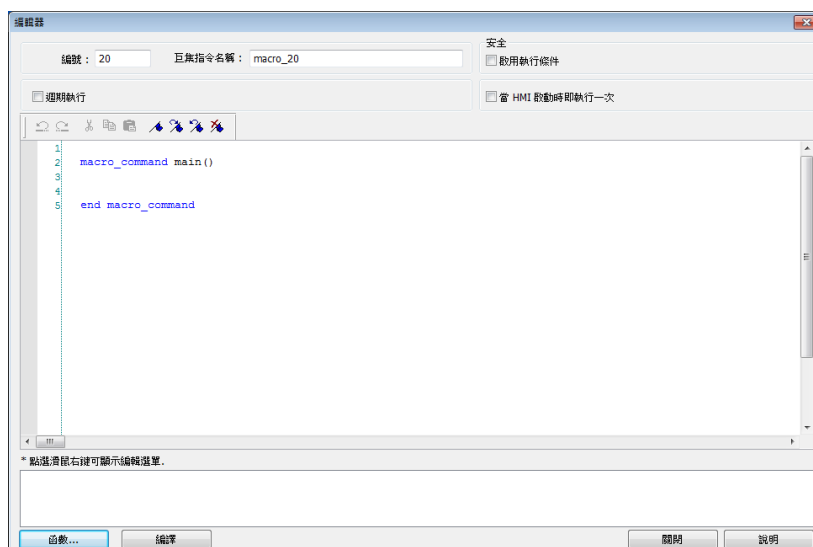 編輯器
編號： 20 巨集指令名稱： macro_20
安全
啟用執行條件
週期執行
當 HMI 啟動時即執行一次
1
2 macro_command main()
3
4
5 end macro_command
* 點選滑鼠右鍵可顯示編輯選單.
函數... 編譯 關閉 說明